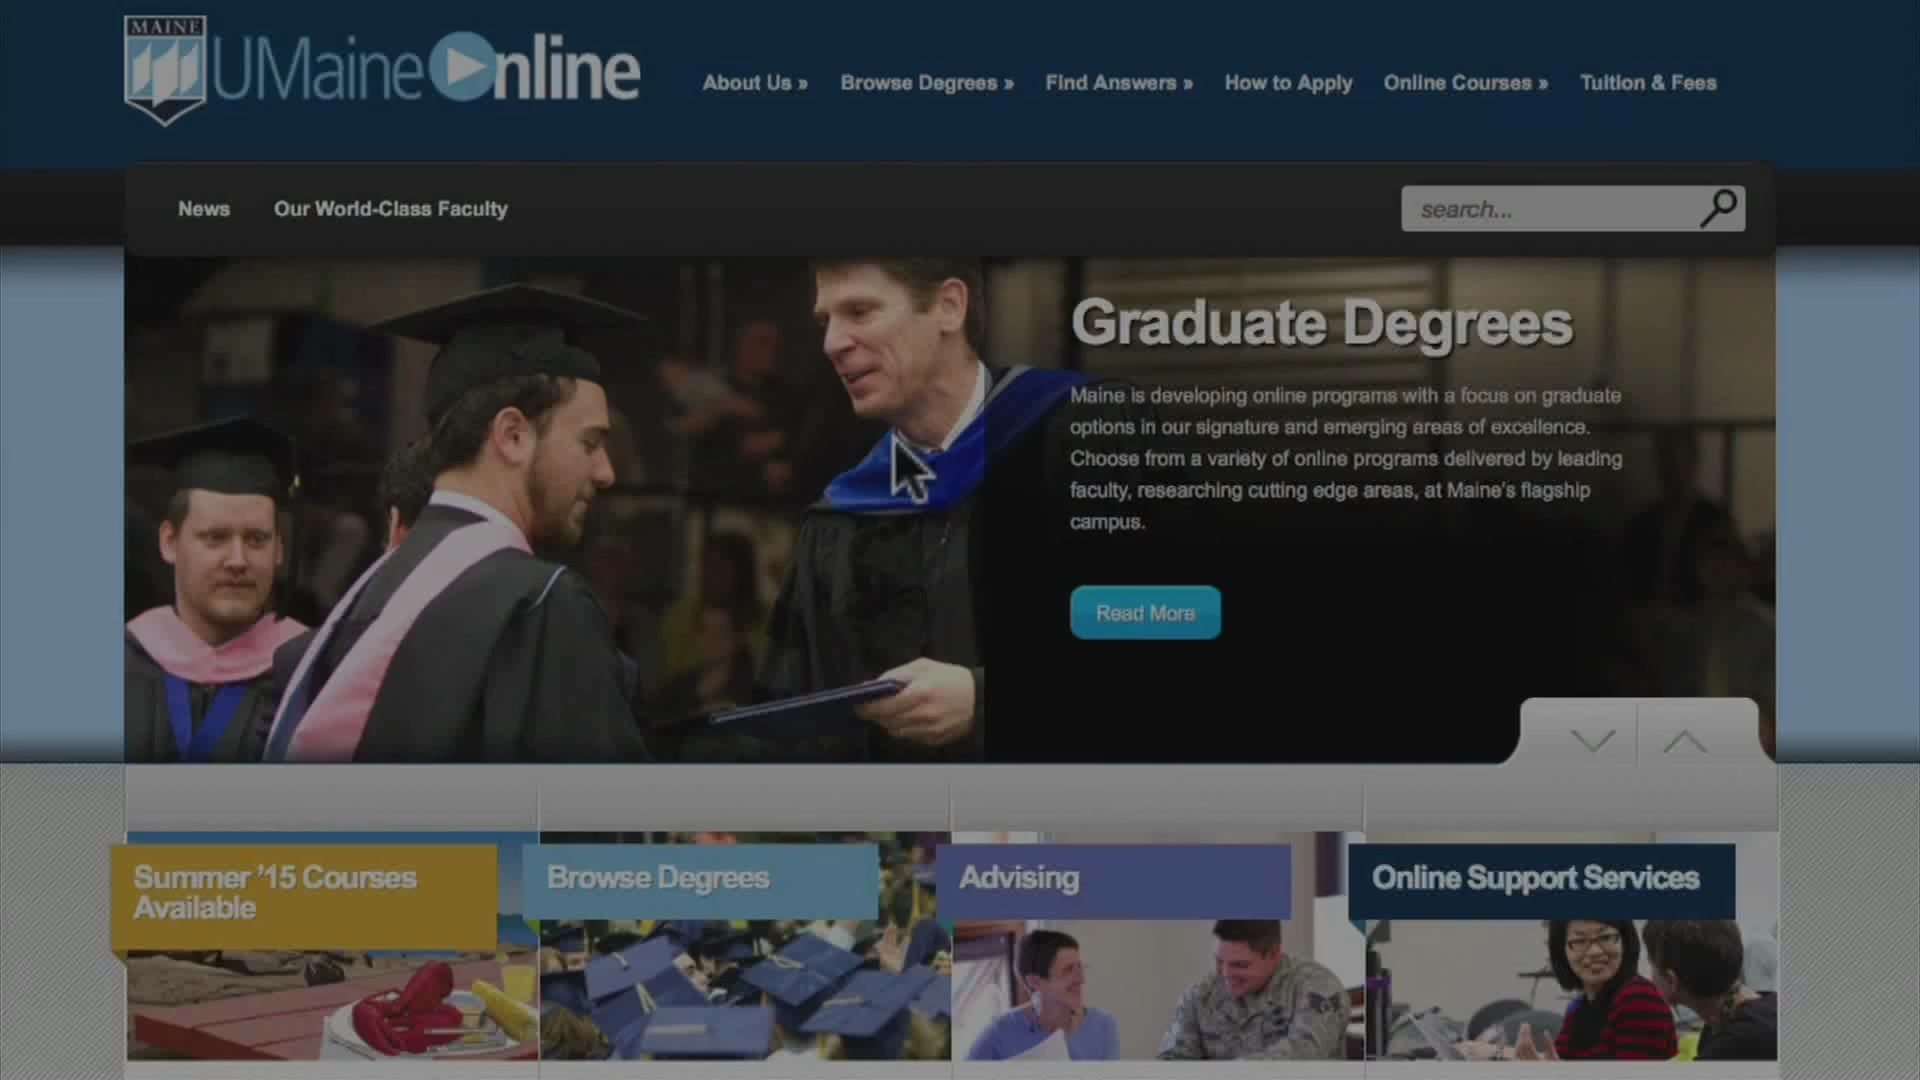 MAINE
UMaine Online
About Us »
Browse Degrees »
Find Answers »
How to Apply
Online Courses »
Tuition & Fees
News
Our World-Class Faculty
search...
Graduate Degrees
Maine is developing online programs with a focus on graduate
options in our signature and emerging areas of excellence.
Choose from a variety of online programs delivered by leading
faculty, researching cutting edge areas, at Maine's flagship
campus.
Read More
Summer '15 Courses
Available
Browse Degrees
Advising
Online Support Services